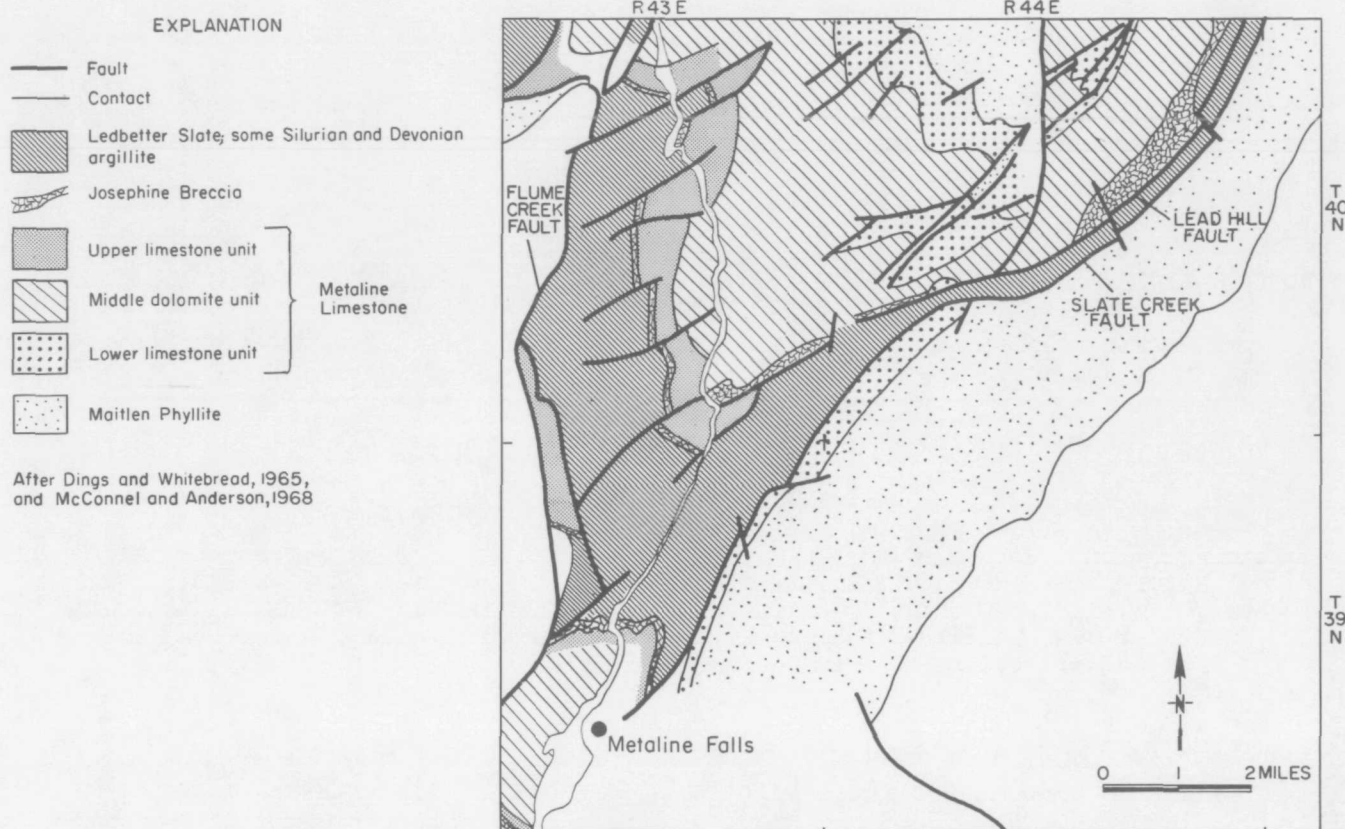 EXPLANATION
Fault
Contact
Ledbetter Slate; some Silurian and Devonian
argillite
Josephine Breccia
Upper limestone unit
Middle dolomite unit
Metaline
Limestone
Lower limestone unit
Maitlen Phyllite
After Dings and Whitebread, 1965,
and McConnel and Anderson, 1968
R43E
R44E
FLUME
CREEK
FAULT
T
40
N
LEAD HILL
FAULT
SLATE CREEK
FAULT
T
39
N
N
Metaline Falls
0 1 2 MILES